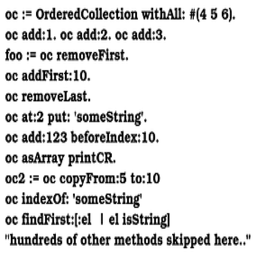 oc := OrderedCollection withAll: #(4 5 6).
oc add:1. oc add:2. oc add:3.
foo := oc removeFirst.
oc addFirst:10.
oc removeLast.
oc at:2 put: 'someString'.
oc add:123 beforeIndex:10.
oc asArray printCR.
oc2 := oc copyFrom:5 to:10
oc indexOf: 'someString'
oc findFirst:[:el | el isString]
"hundreds of other methods skipped here.."